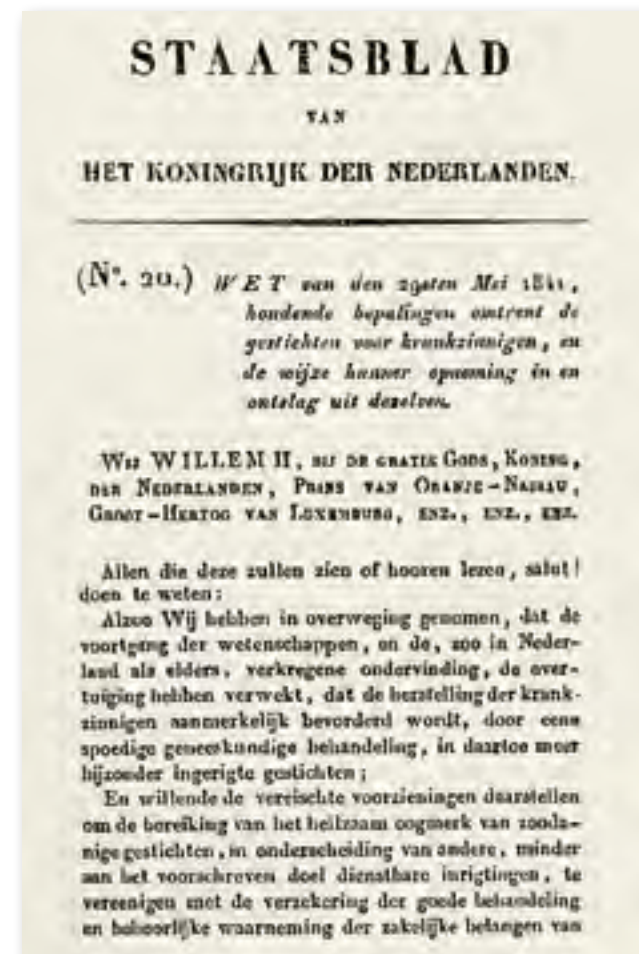 STAATSBLAD
VAN
HET KONINGRIJK DER NEDERLANDEN.
(No. 20.) WET van den 29sten Mei 1841,
houdende bepalingen omtrent de
gestichten voor krankzinnigen, en
de wijze hunner opneming in en
ontslag uit dezelven.
WIJ WILLEM II, BIJ DE GRATIE GODS, KONING,
DER NEDERLANDEN, PRINS VAN ORANJE-NASSAU,
GROOT-HERTOG VAN LUXEMBURG, ENZ., ENZ., ENZ.
Allen die deze zullen zien of hooren lezen, salut!
doen te weten:
Alzoo Wij hebben in overweging genomen, dat de
voortgang der wetenschappen, en de, zoo in Neder-
land als elders, verkregene ondervinding, de over-
tuiging hebben verwekt, dat de herstelling der krank-
zinnigen aanmerkelijk bevorderd wordt, door eene
spoedige geneeskundige behandeling, in daartoe meer
bijzonder ingerigte gestichten;
En willende de vereischte voorzieningen daarstellen
om de bereiking van het heilzaam oogmerk van zooda-
nige gestichten, in onderscheiding van andere, minder
aan het voorschreven doel dienstbare inrigtingen, te
vereenigen met de verzekering der goede behandeling
en behoorlijke waarneming der zakelijke belangen van